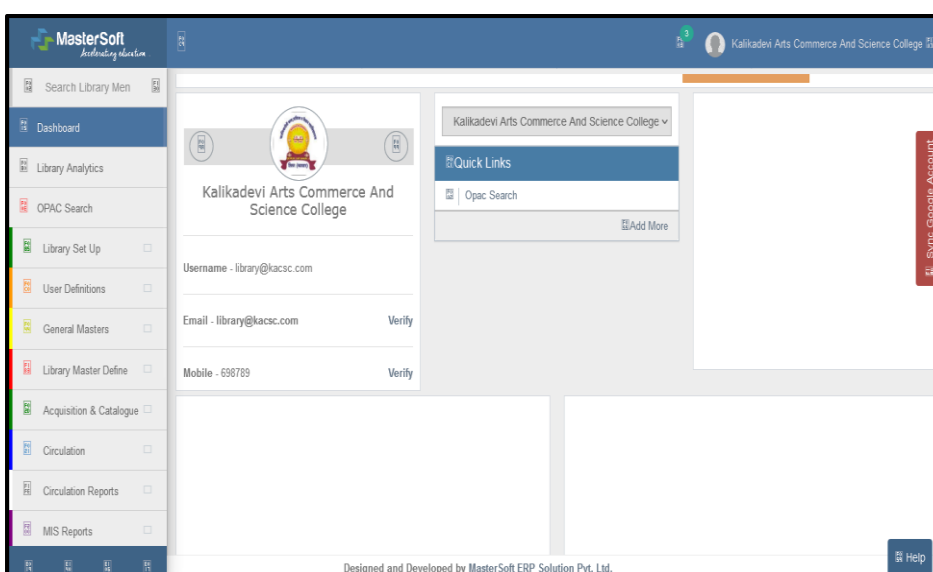 MasterSoft
Accelerating education...
3
Kalikadevi Arts Commerce And Science College
Search Library Men
Dashboard
Library Analytics
OPAC Search
Library Set Up
User Definitions
General Masters
Library Master Define
Acquisition & Catalogue
Circulation
Circulation Reports
MIS Reports
Kalikadevi Arts Commerce And
Science College
Username - library@kacsc.com
Email - library@kacsc.com Verify
Mobile - 698789 Verify
Kalikadevi Arts Commerce And Science College
Quick Links
Opac Search
Add More
Sync Google Account
Help
Designed and Developed by MasterSoft ERP Solution Pvt. Ltd.